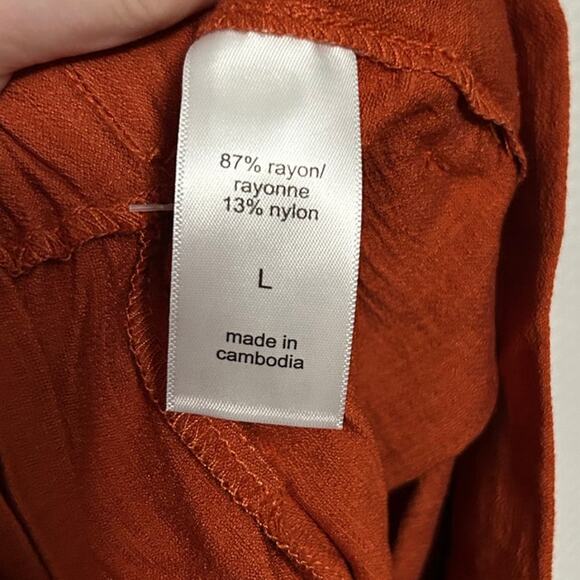 87% rayon/
rayonne
13% nylon
L
made in
cambodia